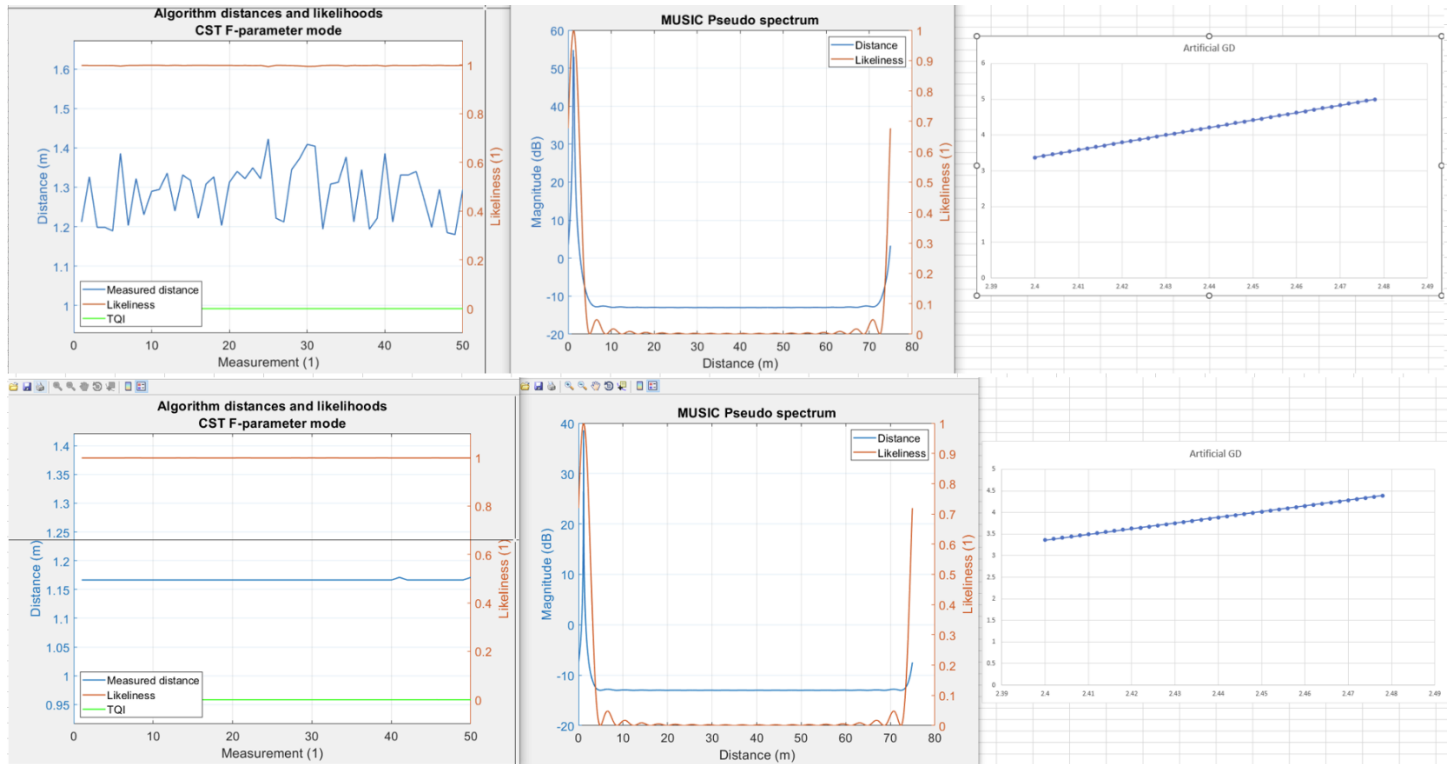 Algorithm distances and likelihoods
CST F-parameter mode
1.6
1.5
1.4
1.3
1.2
1.1
1
Distance (m)
1
0.8
0.6
0.4
0.2
0
Likeliness (1)
Measured distance
Likeliness
TQI
0 10 20 30 40 50
Measurement (1)
MUSIC Pseudo spectrum
60
50
40
30
20
10
0
-10
-20
Magnitude (dB)
Distance
Likeliness
1
0.9
0.8
0.7
0.6
0.5
0.4
0.3
0.2
0.1
0
Likeliness (1)
0 10 20 30 40 50 60 70 80
Distance (m)
Artificial GD
6
5
4
3
2
1
0
2.39 2.4 2.41 2.42 2.43 2.44 2.45 2.46 2.47 2.48 2.49
Algorithm distances and likelihoods
CST F-parameter mode
1.4
1.35
1.3
1.25
1.2
1.15
1.1
1.05
1
0.95
Distance (m)
1
0.8
0.6
0.4
0.2
0
Likeliness (1)
Measured distance
Likeliness
TQI
0 10 20 30 40 50
Measurement (1)
MUSIC Pseudo spectrum
40
30
20
10
0
-10
-20
Magnitude (dB)
Distance
Likeliness
1
0.9
0.8
0.7
0.6
0.5
0.4
0.3
0.2
0.1
0
Likeliness (1)
0 10 20 30 40 50 60 70 80
Distance (m)
Artificial GD
5
4.5
4
3.5
3
2.5
2
1.5
1
0.5
0
2.39 2.4 2.41 2.42 2.43 2.44 2.45 2.46 2.47 2.48 2.49